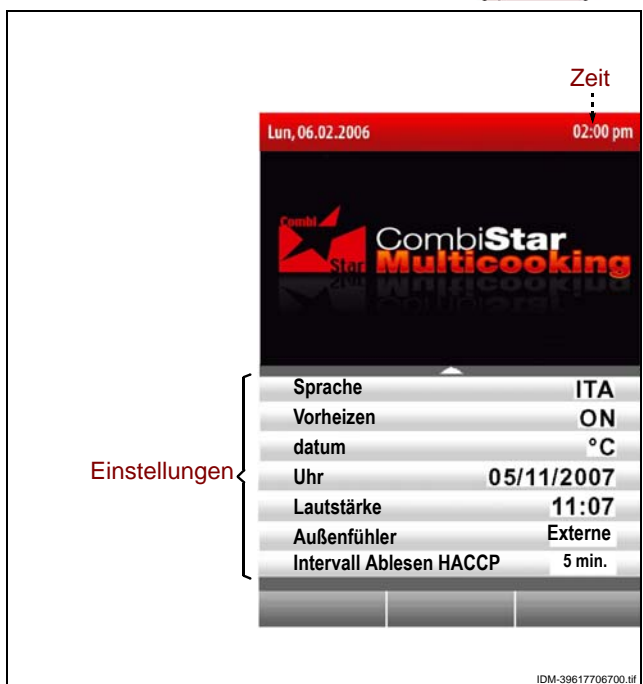 Zeit
Lun, 06.02.2006 02:00 pm
Combi
Star
CombiStar
Multicooking
Sprache ITA
Vorheizen ON
datum °C
Einstellungen
Uhr 05/11/2007
Lautstärke 11:07
Außenfühler Externe
Intervall Ablesen HACCP 5 min.
IDM-39617706700.tif